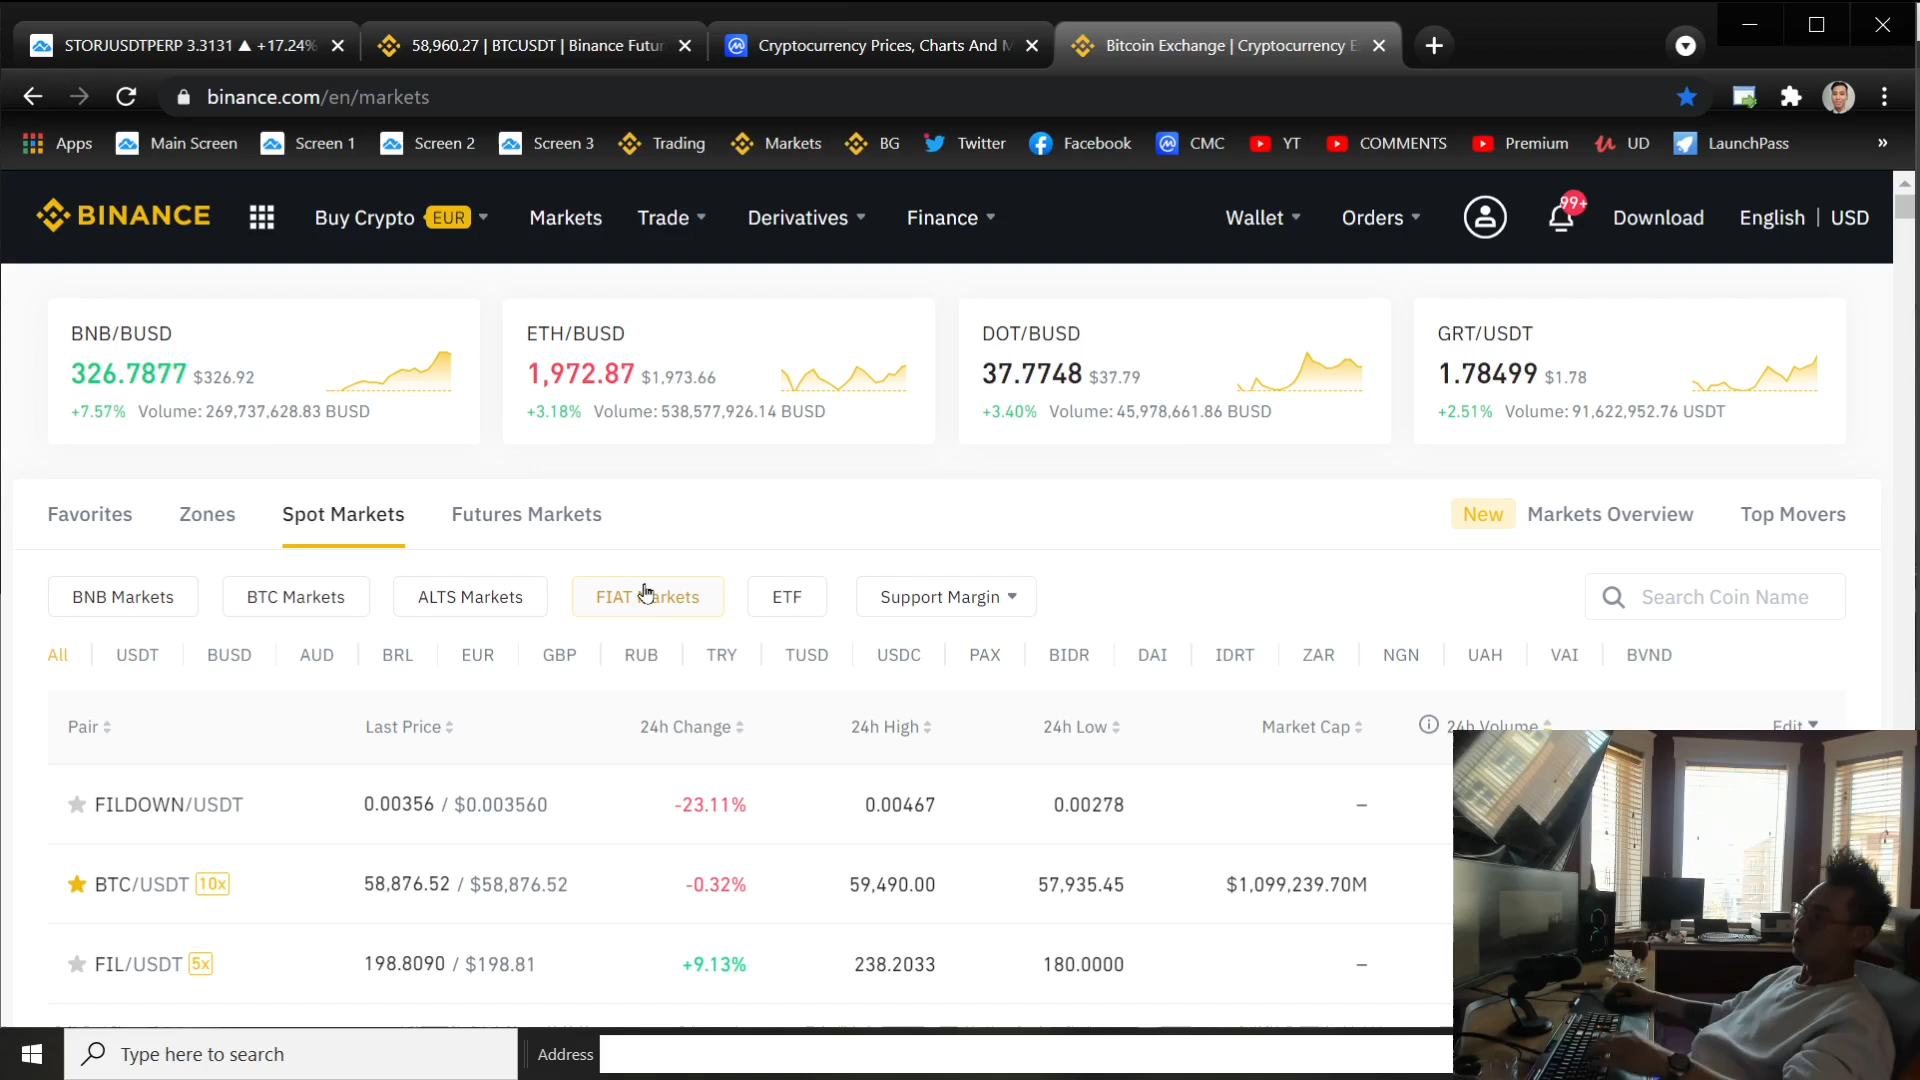 STORJUSDTPERP 3.3131 ▲ +17.24%
58,960.27 | BTCUSDT | Binance Futu
Cryptocurrency Prices, Charts And M
Bitcoin Exchange | Cryptocurrency E
binance.com/en/markets
Apps
Main Screen
Screen 1
Screen 2
Screen 3
Trading
Markets
BG
Twitter
Facebook
CMC
YT
COMMENTS
Premium
UD
LaunchPass
»
BINANCE
Buy Crypto EUR
Markets
Trade
Derivatives
Finance
Wallet
Orders
99+
Download
English | USD
BNB/BUSD
326.7877 $326.92
+7.57% Volume: 269,737,628.83 BUSD
ETH/BUSD
1,972.87 $1,973.66
+3.18% Volume: 538,577,926.14 BUSD
DOT/BUSD
37.7748 $37.79
+3.40% Volume: 45,978,661.86 BUSD
GRT/USDT
1.78499 $1.78
+2.51% Volume: 91,622,952.76 USDT
Favorites
Zones
Spot Markets
Futures Markets
New Markets Overview
Top Movers
BNB Markets
BTC Markets
ALTS Markets
FIAT Markets
ETF
Support Margin
Search Coin Name
All USDT BUSD AUD BRL EUR GBP RUB TRY TUSD USDC PAX BIDR DAI IDRT ZAR NGN UAH VAI BVND
Pair Last Price 24h Change 24h High 24h Low Market Cap 24h Volume Edit
FILDOWN/USDT 0.00356 / $0.003560 -23.11% 0.00467 0.00278 –
BTC/USDT 10x 58,876.52 / $58,876.52 -0.32% 59,490.00 57,935.45 $1,099,239.70M
FIL/USDT 5x 198.8090 / $198.81 +9.13% 238.2033 180.0000 –
Type here to search
Address